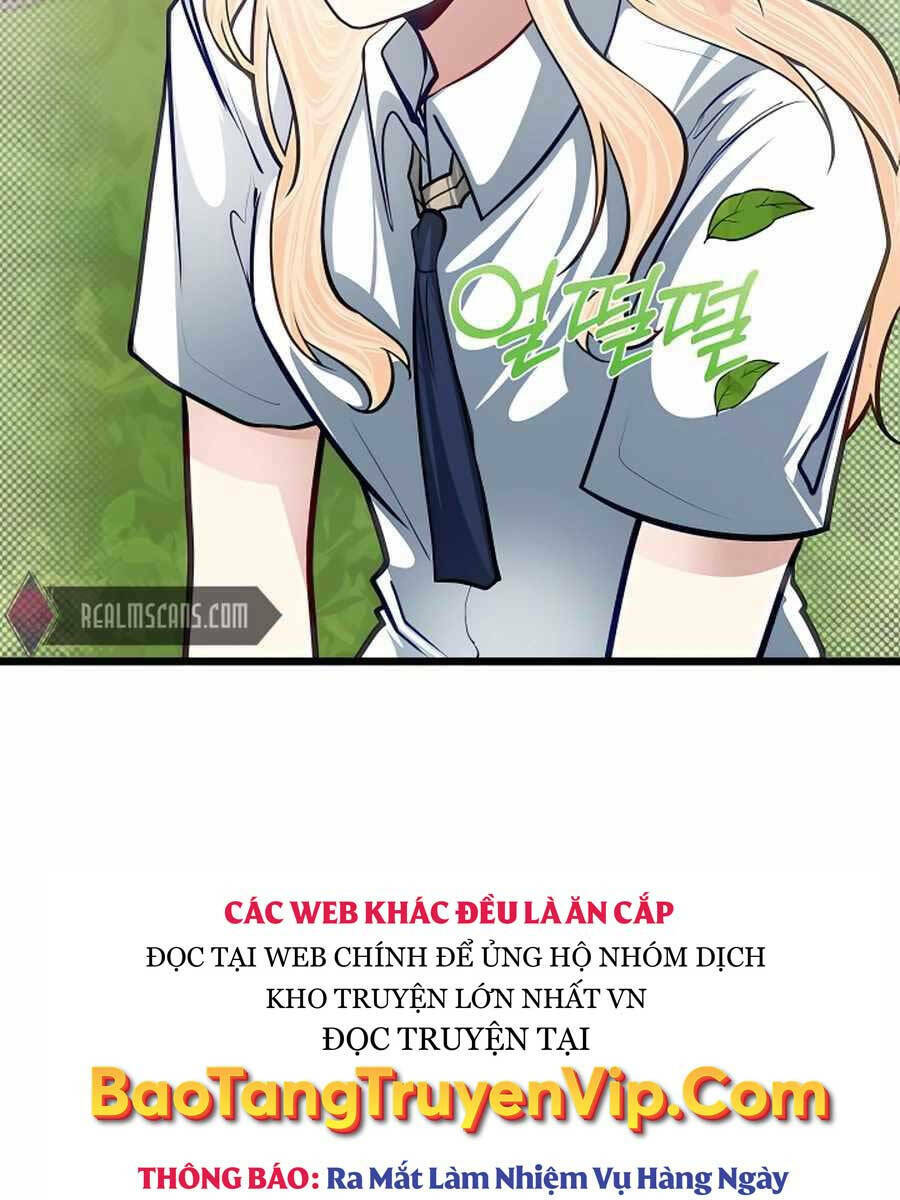 얼떨떨
REALMSCANS.COM
CÁC WEB KHÁC ĐỀU LÀ ĂN CẮP
ĐỌC TẠI WEB CHÍNH ĐỂ ỦNG HỘ NHÓM DỊCH
KHO TRUYỆN LỚN NHẤT VN
ĐỌC TRUYỆN TẠI
BaoTangTruyenVip.Com
THÔNG BÁO: Ra Mắt Làm Nhiệm Vụ Hàng Ngày